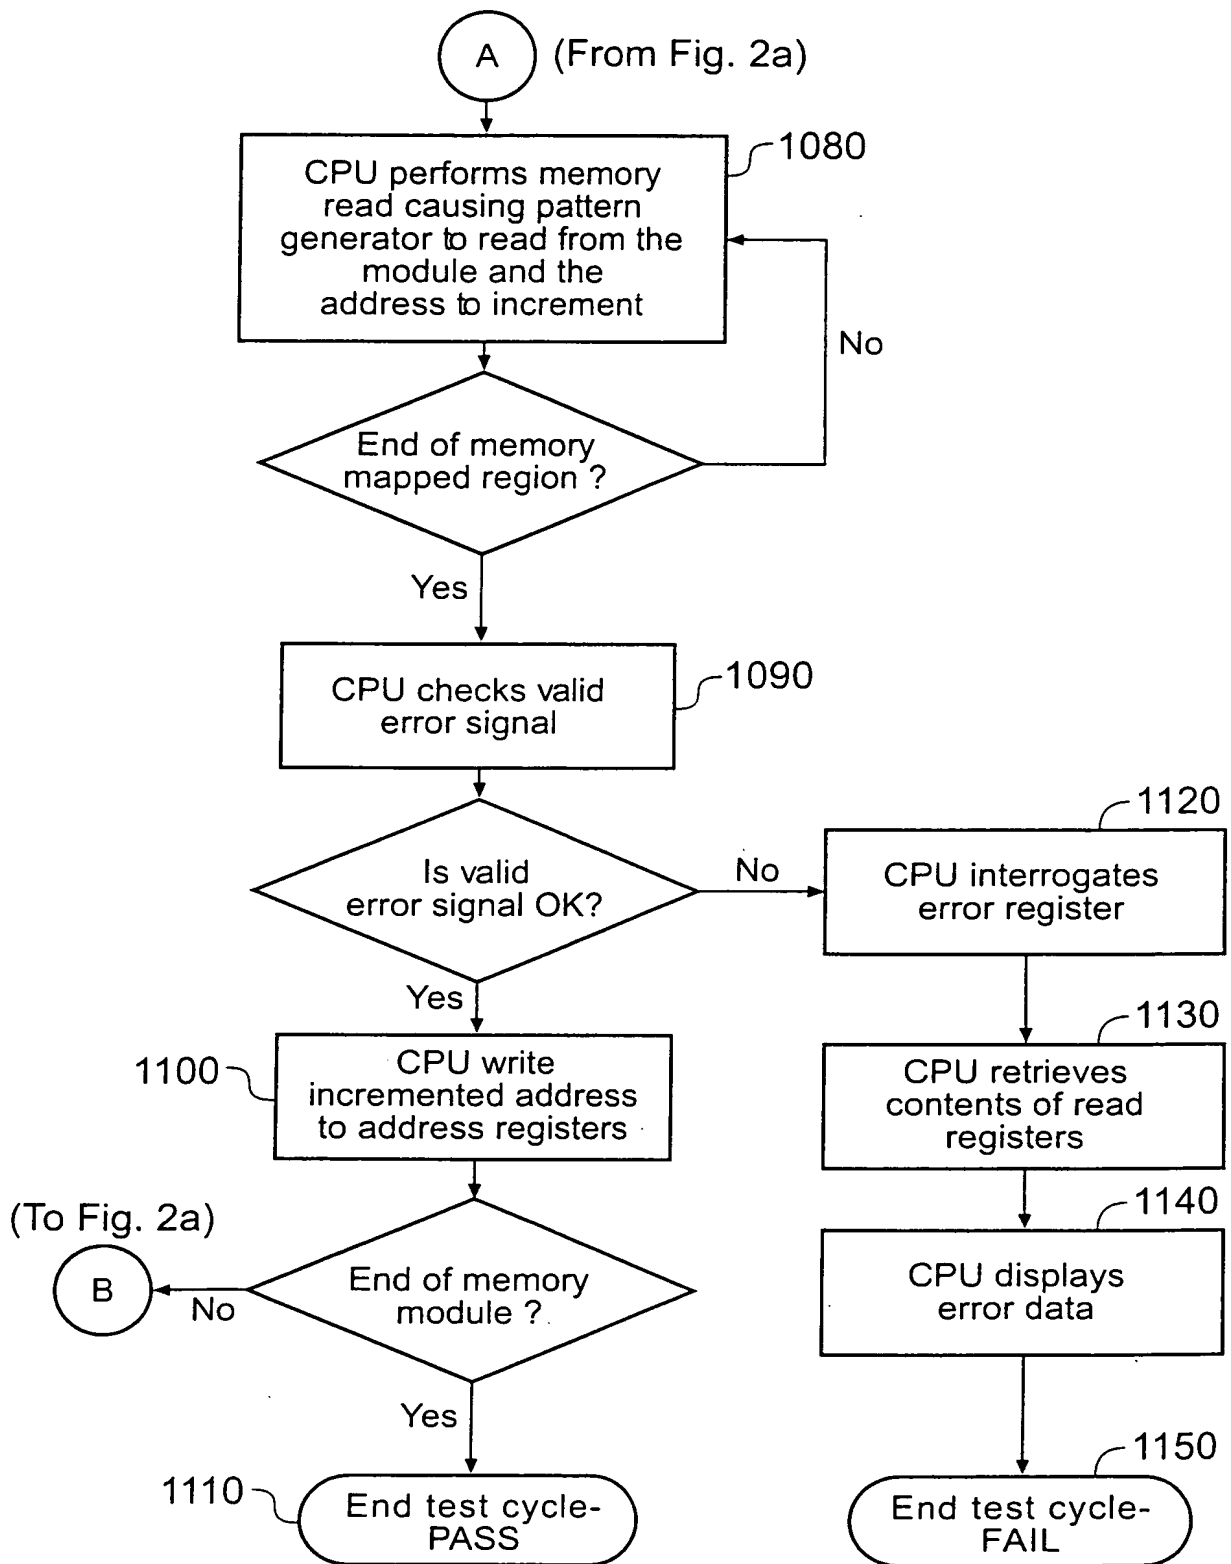 A
(From Fig. 2a)
1080
CPU performs memory
read causing pattern
generator to read from the
module and the
address to increment
No
End of memory
mapped region ?
Yes
CPU checks valid
error signal
1090
Is valid
error signal OK?
No
1120
CPU interrogates
error register
Yes
1100
CPU write
incremented address
to address registers
1130
CPU retrieves
contents of read
registers
(To Fig. 2a)
B
No
End of memory
module ?
1140
CPU displays
error data
Yes
1110
End test cycle-
PASS
1150
End test cycle-
FAIL